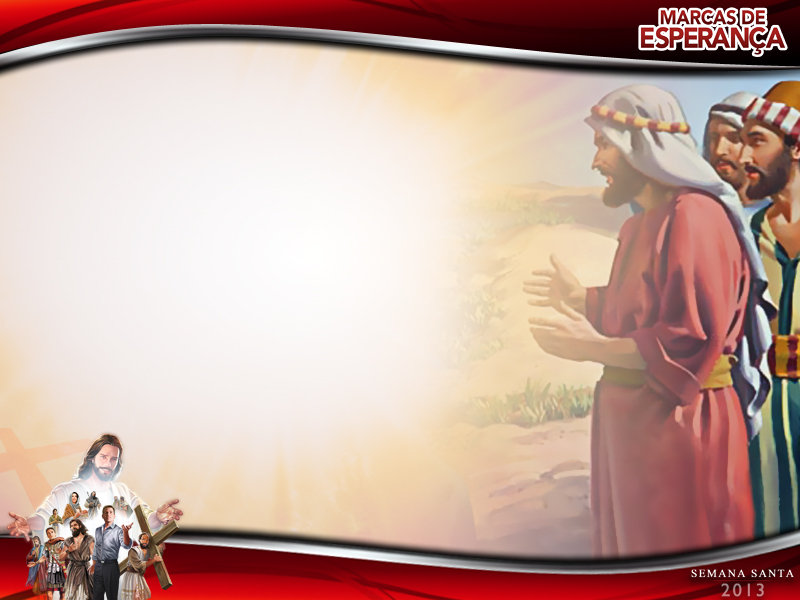 MARCAS DE
ESPERANÇA
SEMANA SANTA
2013